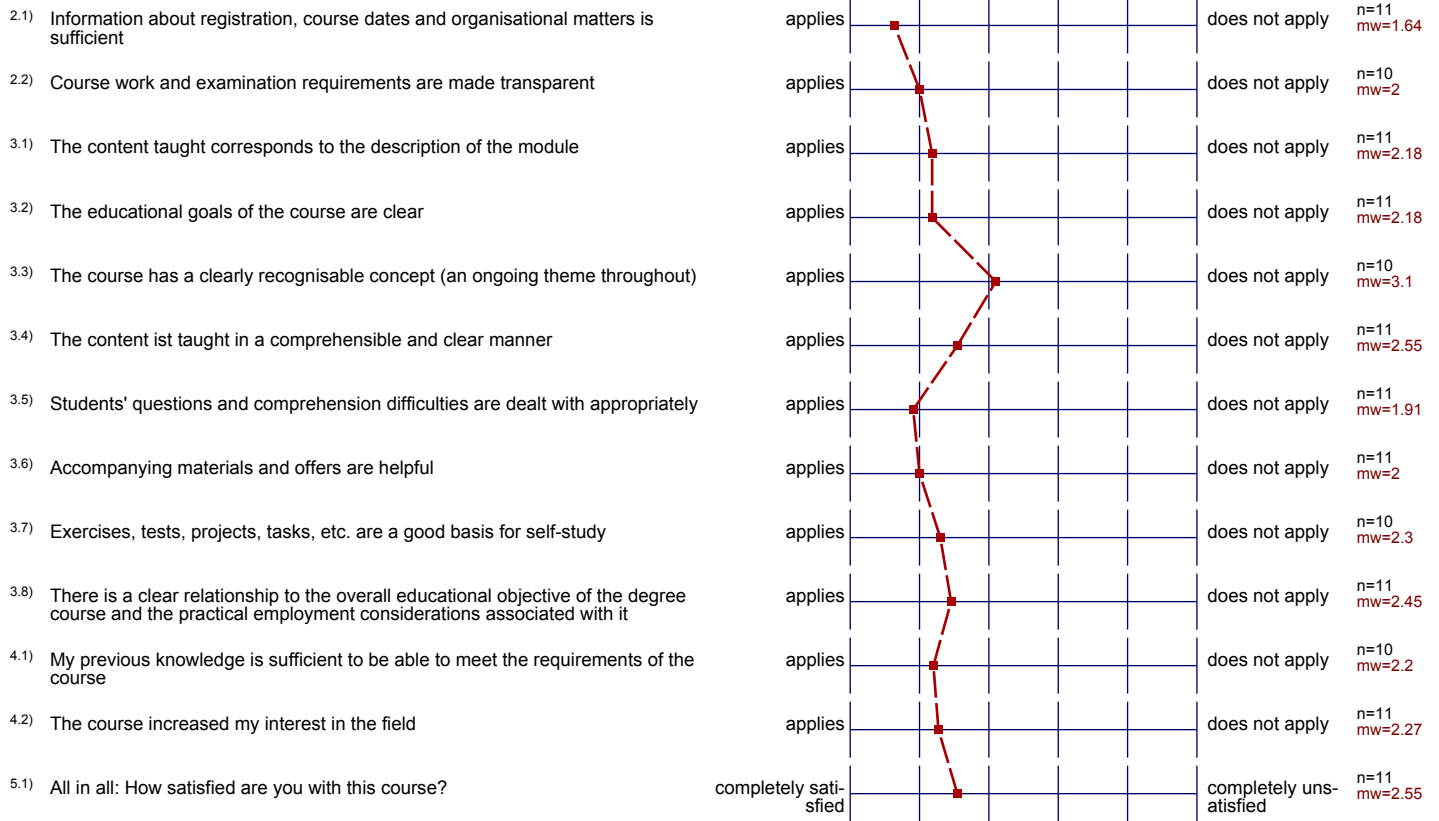 2.1) Information about registration, course dates and organisational matters is
sufficient
applies
does not apply
n=11
mw=1.64
2.2) Course work and examination requirements are made transparent
applies
does not apply
n=10
mw=2
3.1) The content taught corresponds to the description of the module
applies
does not apply
n=11
mw=2.18
3.2) The educational goals of the course are clear
applies
does not apply
n=11
mw=2.18
3.3) The course has a clearly recognisable concept (an ongoing theme throughout)
applies
does not apply
n=10
mw=3.1
3.4) The content ist taught in a comprehensible and clear manner
applies
does not apply
n=11
mw=2.55
3.5) Students' questions and comprehension difficulties are dealt with appropriately
applies
does not apply
n=11
mw=1.91
3.6) Accompanying materials and offers are helpful
applies
does not apply
n=11
mw=2
3.7) Exercises, tests, projects, tasks, etc. are a good basis for self-study
applies
does not apply
n=10
mw=2.3
3.8) There is a clear relationship to the overall educational objective of the degree
course and the practical employment considerations associated with it
applies
does not apply
n=11
mw=2.45
4.1) My previous knowledge is sufficient to be able to meet the requirements of the
course
applies
does not apply
n=10
mw=2.2
4.2) The course increased my interest in the field
applies
does not apply
n=11
mw=2.27
5.1) All in all: How satisfied are you with this course?
completely sati-
sfied
completely uns-
atisfied
n=11
mw=2.55